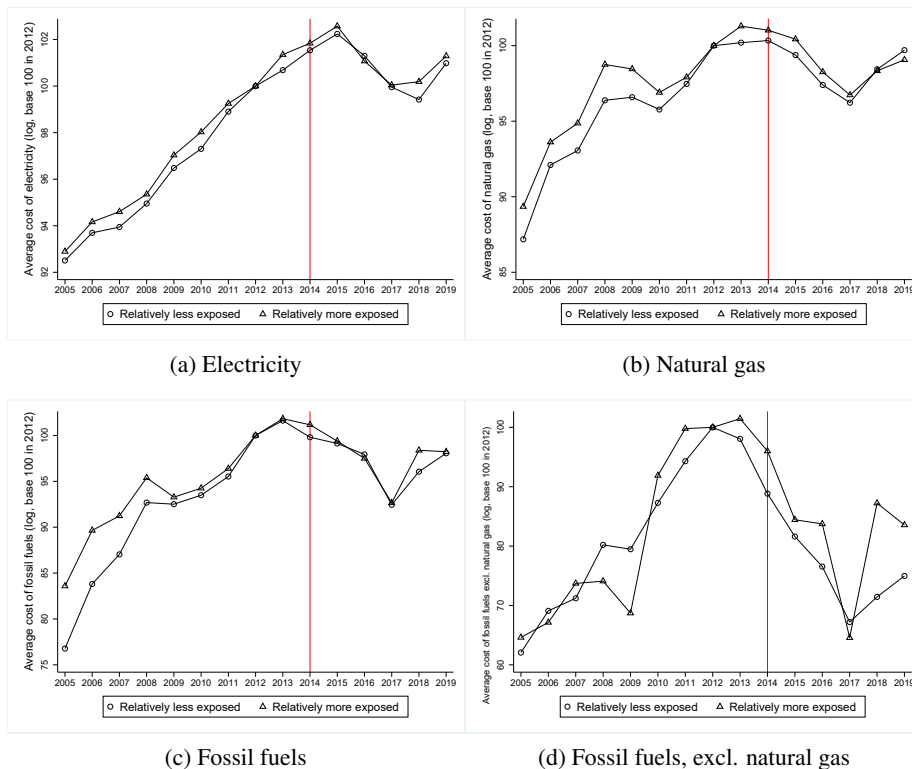 Average cost of electricity (log, base 100 in 2012)
102
100
98
96
94
92
2005 2006 2007 2008 2009 2010 2011 2012 2013 2014 2015 2016 2017 2018 2019
Relatively less exposed Relatively more exposed
(a) Electricity
Average cost of natural gas (log, base 100 in 2012)
100
95
90
85
2005 2006 2007 2008 2009 2010 2011 2012 2013 2014 2015 2016 2017 2018 2019
Relatively less exposed Relatively more exposed
(b) Natural gas
Average cost of fossil fuels (log, base 100 in 2012)
100
95
90
85
80
75
2005 2006 2007 2008 2009 2010 2011 2012 2013 2014 2015 2016 2017 2018 2019
Relatively less exposed Relatively more exposed
(c) Fossil fuels
Average cost of fossil fuels excl. natural gas (log, base 100 in 2012)
100
90
80
70
60
2005 2006 2007 2008 2009 2010 2011 2012 2013 2014 2015 2016 2017 2018 2019
Relatively less exposed Relatively more exposed
(d) Fossil fuels, excl. natural gas